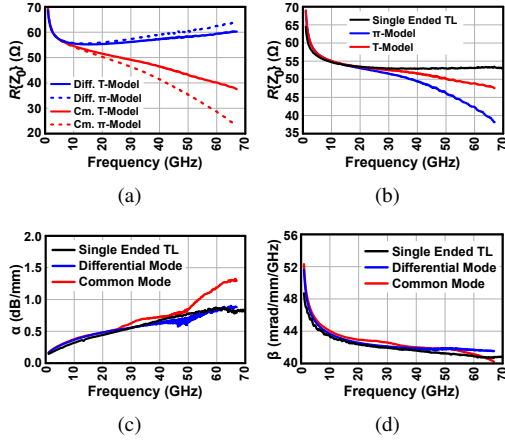 R{Z0} (Ω)
70
60
50
40
30
20
Diff. T-Model
Diff. π-Model
Cm. T-Model
Cm. π-Model
0 10 20 30 40 50 60 70
Frequency (GHz)
(a)
R{Z0} (Ω)
70
65
60
55
50
45
40
35
Single Ended TL
π-Model
T-Model
0 10 20 30 40 50 60 70
Frequency (GHz)
(b)
α (dB/mm)
2.0
1.5
1.0
0.5
0.0
Single Ended TL
Differential Mode
Common Mode
0 10 20 30 40 50 60 70
Frequency (GHz)
(c)
β (mrad/mm/GHz)
56
52
48
44
40
Single Ended TL
Differential Mode
Common Mode
0 10 20 30 40 50 60 70
Frequency (GHz)
(d)